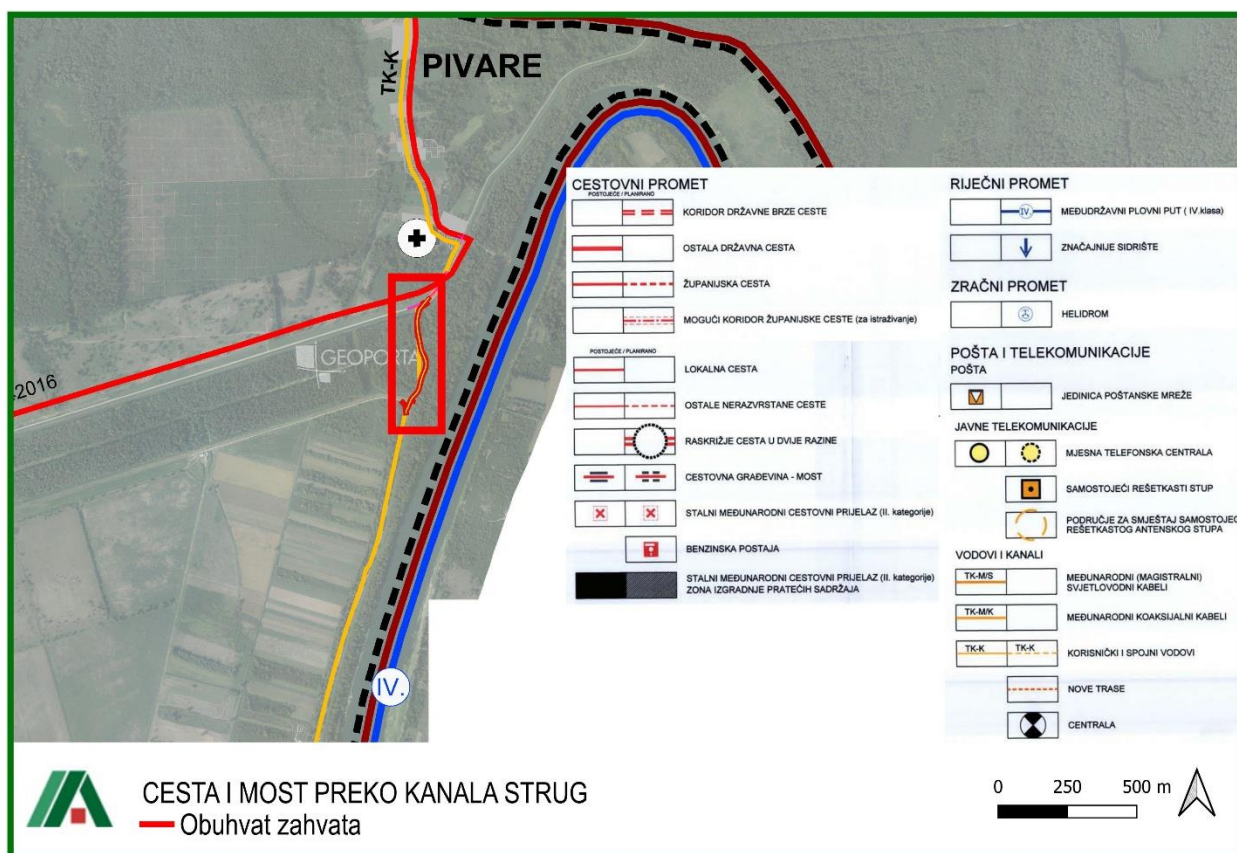 TK-K
PIVARE
GEOPORTA
2016
IV.
CESTOVNI PROMET
POSTOJEĆE / PLANIRANO
KORIDOR DRŽAVNE BRZE CESTE
OSTALA DRŽAVNA CESTA
ŽUPANIJSKA CESTA
MOGUĆI KORIDOR ŽUPANIJSKE CESTE (za istraživanje)
POSTOJEĆE / PLANIRANO
LOKALNA CESTA
OSTALE NERAZVRSTANE CESTE
RASKRIŽJE CESTA U DVIJE RAZINE
CESTOVNA GRAĐEVINA - MOST
STALNI MEĐUNARODNI CESTOVNI PRIJELAZ (II. kategorije)
BENZINSKA POSTAJA
STALNI MEĐUNARODNI CESTOVNI PRIJELAZ (II. kategorije)
ZONA IZGRADNJE PRATEĆIH SADRŽAJA
RIJEČNI PROMET
IV. MEĐUDRŽAVNI PLOVNI PUT ( IV.klasa)
ZNAČAJNIJE SIDRIŠTE
ZRAČNI PROMET
HELIDROM
POŠTA I TELEKOMUNIKACIJE
POŠTA
JEDINICA POŠTANSKE MREŽE
JAVNE TELEKOMUNIKACIJE
MJESNA TELEFONSKA CENTRALA
SAMOSTOJEĆI REŠETKASTI STUP
PODRUČJE ZA SMJEŠTAJ SAMOSTOJEĆ
REŠETKASTOG ANTENSKOG STUPA
VODOVI I KANALI
TK-M/S MEĐUNARODNI (MAGISTRALNI)
SVJETLOVODNI KABELI
TK-M/K MEĐUNARODNI KOAKSIJALNI KABELI
TK-K TK-K KORISNIČKI I SPOJNI VODOVI
NOVE TRASE
CENTRALA
CESTA I MOST PREKO KANALA STRUG
Obuhvat zahvata
0 250 500 m